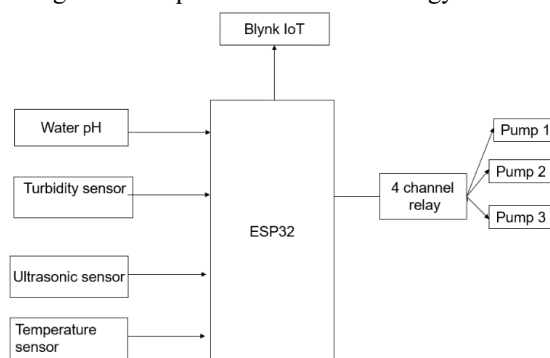 Blynk IoT
Water pH
Turbidity sensor
Ultrasonic sensor
Temperature
sensor
ESP32
4 channel
relay
Pump 1
Pump 2
Pump 3